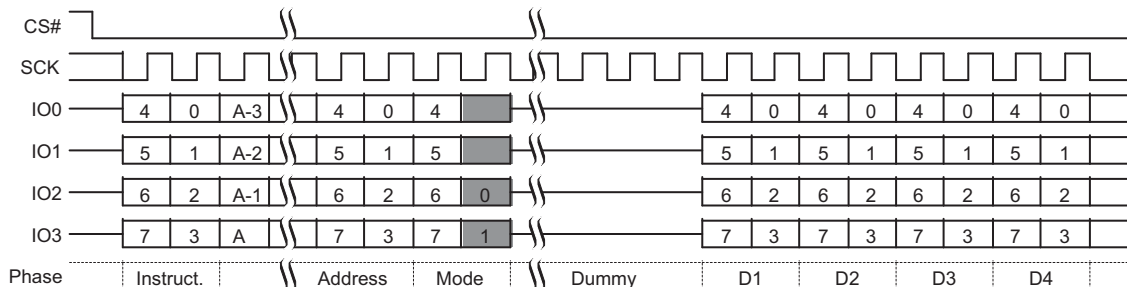 CS#
SCK
IO0 4 0 A-3 4 0 4 4 0 4 0 4 0 4 0
IO1 5 1 A-2 5 1 5 5 1 5 1 5 1 5 1
IO2 6 2 A-1 6 2 6 0 6 2 6 2 6 2 6 2
IO3 7 3 A 7 3 7 1 7 3 7 3 7 3 7 3
Phase Instruct. Address Mode Dummy D1 D2 D3 D4